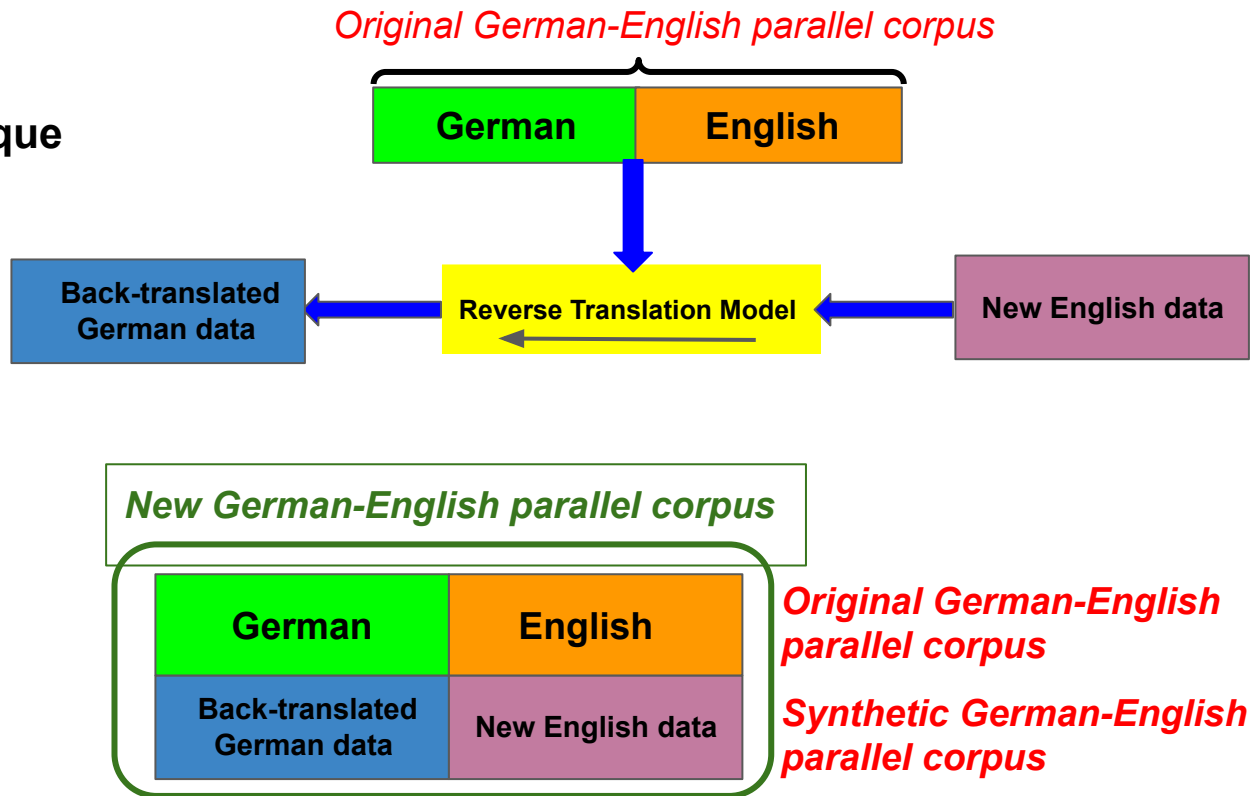 Original German-English parallel corpus
que
German English
Back-translated
German data
Reverse Translation Model
New English data
New German-English parallel corpus
German English
Original German-English
parallel corpus
Back-translated
German data
New English data
Synthetic German-English
parallel corpus